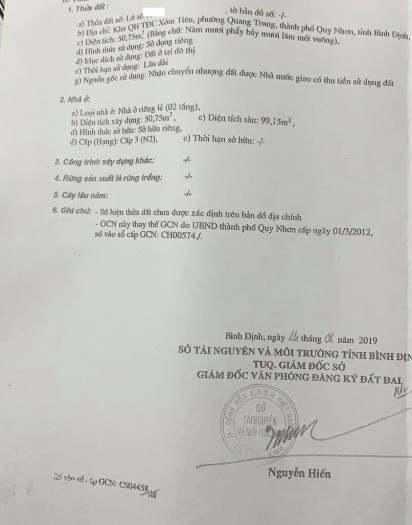 1. Thửa đất:
a) Thửa đất số: Lô số , tờ bản đồ số: -/-
b) Địa chỉ: Khu QH TĐC Xóm Tiêu, phường Quang Trung, thành phố Quy Nhơn, tỉnh Bình Định,
c) Diện tích: 50,75m², (Bằng chữ: Năm mươi phẩy bảy mươi lăm mét vuông),
d) Hình thức sử dụng: Sử dụng riêng
đ) Mục đích sử dụng: Đất ở tại đô thị
e) Thời hạn sử dụng: Lâu dài
g) Nguồn gốc sử dụng: Nhận chuyển nhượng đất được Nhà nước giao có thu tiền sử dụng đất
2. Nhà ở:
a) Loại nhà ở: Nhà ở riêng lẻ (02 tầng),
b) Diện tích xây dựng: 50,75m², c) Diện tích sàn: 99,15m²,
d) Hình thức sở hữu: Sở hữu riêng,
đ) Cấp (Hạng): Cấp 3 (N2), e) Thời hạn sở hữu: -/-
3. Công trình xây dựng khác: -/-
4. Rừng sản xuất là rừng trồng: -/-
5. Cây lâu năm: -/-
6. Ghi chú: - Số hiệu thửa đất chưa được xác định trên bản đồ địa chính
- GCN này thay thế GCN do UBND thành phố Quy Nhơn cấp ngày 01/3/2012,
số vào sổ cấp GCN: CH00574./.
Bình Định, ngày tháng 01 năm 2019
SỞ TÀI NGUYÊN VÀ MÔI TRƯỜNG TỈNH BÌNH ĐỊN
TUQ. GIÁM ĐỐC SỞ
GIÁM ĐỐC VĂN PHÒNG ĐĂNG KÝ ĐẤT ĐAI
SỞ
TÀI NGUYÊN
Nguyễn Hiến
Số vào sổ cấp GCN: CS04458